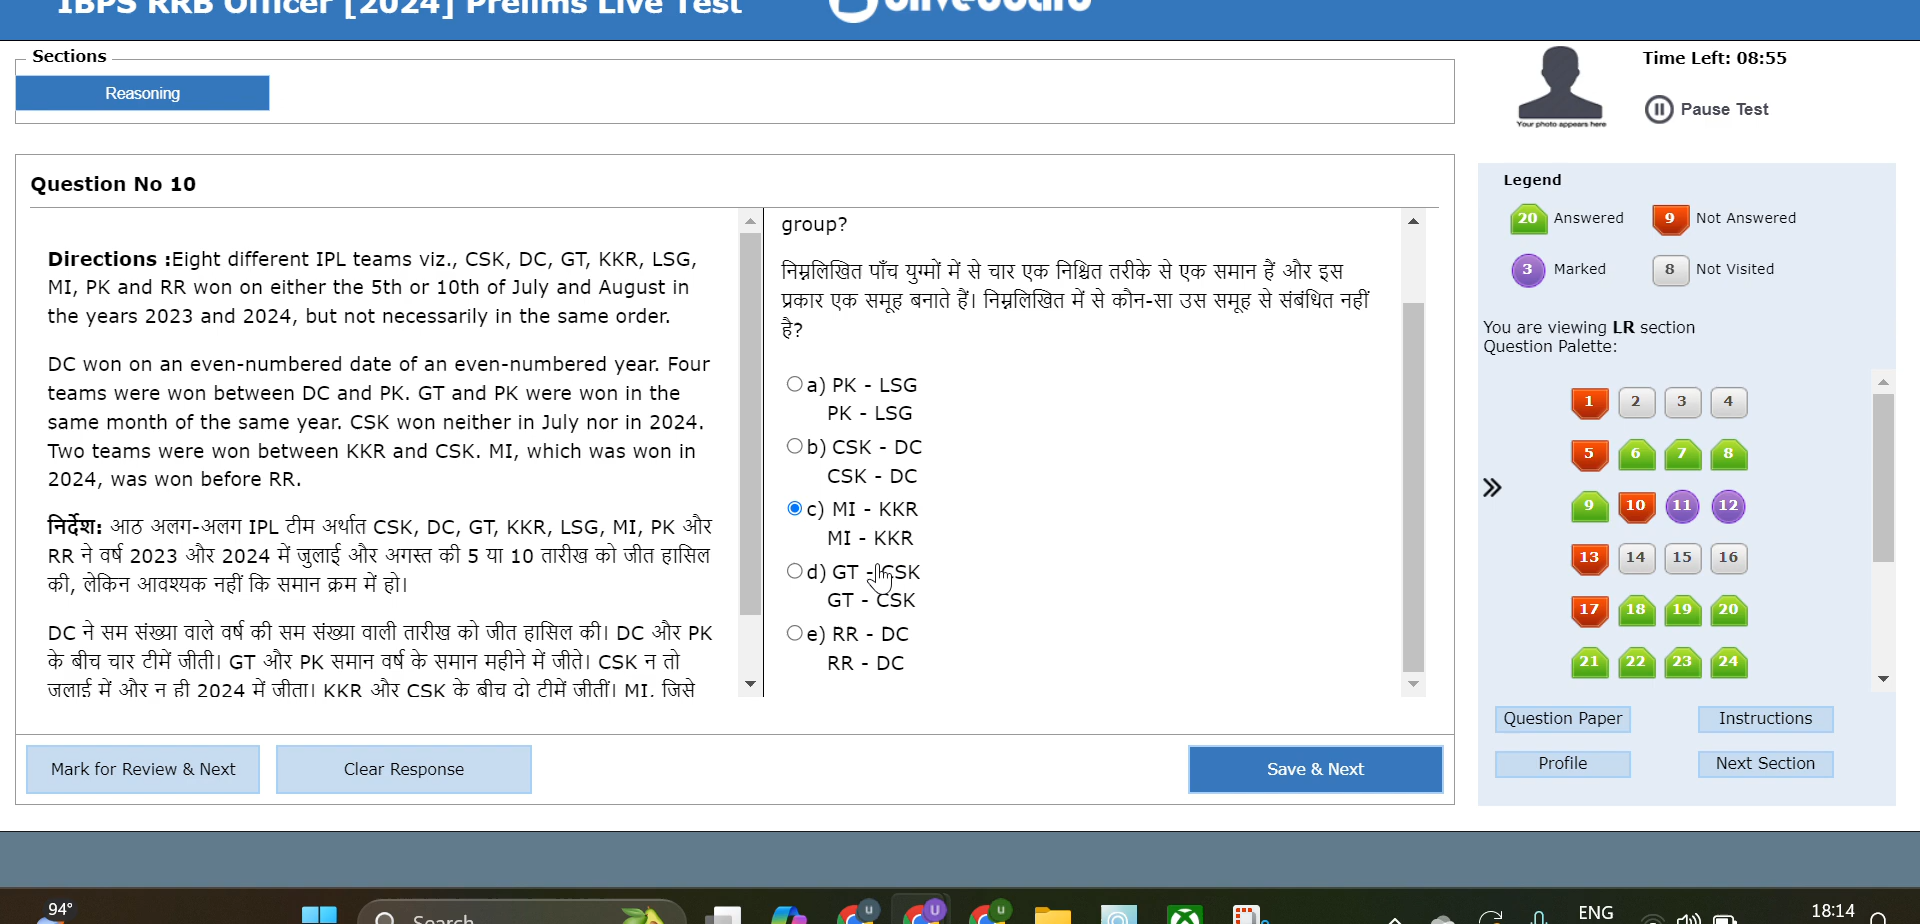 IBPS RRB Officer [2024] Prelims Live Test
Sections
Reasoning
Your photo appears here
Time Left: 08:55
Pause Test
Question No 10
Directions :Eight different IPL teams viz., CSK, DC, GT, KKR, LSG,
MI, PK and RR won on either the 5th or 10th of July and August in
the years 2023 and 2024, but not necessarily in the same order.
DC won on an even-numbered date of an even-numbered year. Four
teams were won between DC and PK. GT and PK were won in the
same month of the same year. CSK won neither in July nor in 2024.
Two teams were won between KKR and CSK. MI, which was won in
2024, was won before RR.
निर्देश: आठ अलग-अलग IPL टीम अर्थात CSK, DC, GT, KKR, LSG, MI, PK और
RR ने वर्ष 2023 और 2024 में जुलाई और अगस्त की 5 या 10 तारीख को जीत हासिल
की, लेकिन आवश्यक नहीं कि समान क्रम में हो।
DC ने सम संख्या वाले वर्ष की सम संख्या वाली तारीख को जीत हासिल की। DC और PK
के बीच चार टीमें जीती। GT और PK समान वर्ष के समान महीने में जीते। CSK न तो
जुलाई में और न ही 2024 में जीता। KKR और CSK के बीच दो टीमें जीतीं। MI, जिसे
group?
निम्नलिखित पाँच युग्मों में से चार एक निश्चित तरीके से एक समान हैं और इस
प्रकार एक समूह बनाते हैं। निम्नलिखित में से कौन-सा उस समूह से संबंधित नहीं
है?
a) PK - LSG
PK - LSG
b) CSK - DC
CSK - DC
c) MI - KKR
MI - KKR
d) GT - CSK
GT - CSK
e) RR - DC
RR - DC
Mark for Review & Next
Clear Response
Save & Next
Legend
20 Answered
9 Not Answered
3 Marked
8 Not Visited
You are viewing LR section
Question Palette:
1 2 3 4
5 6 7 8
9 10 11 12
13 14 15 16
17 18 19 20
21 22 23 24
Question Paper
Instructions
Profile
Next Section
94°
Search
U
U
U
ENG
18:14